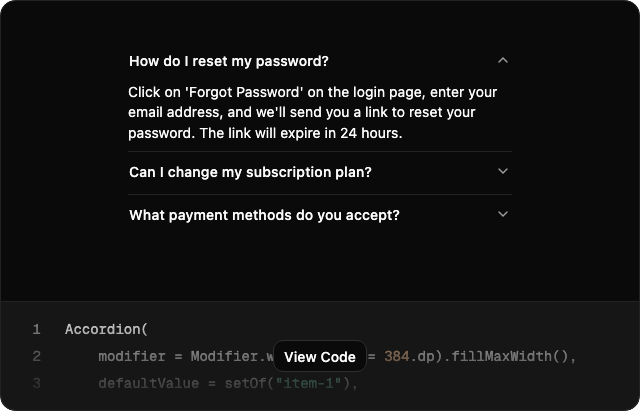 How do I reset my password?
Click on 'Forgot Password' on the login page, enter your
email address, and we'll send you a link to reset your
password. The link will expire in 24 hours.
Can I change my subscription plan?
What payment methods do you accept?
1 Accordion(
2 modifier = Modifier.w = 384.dp).fillMaxWidth(),
View Code
3 defaultValue = setOf("item-1"),